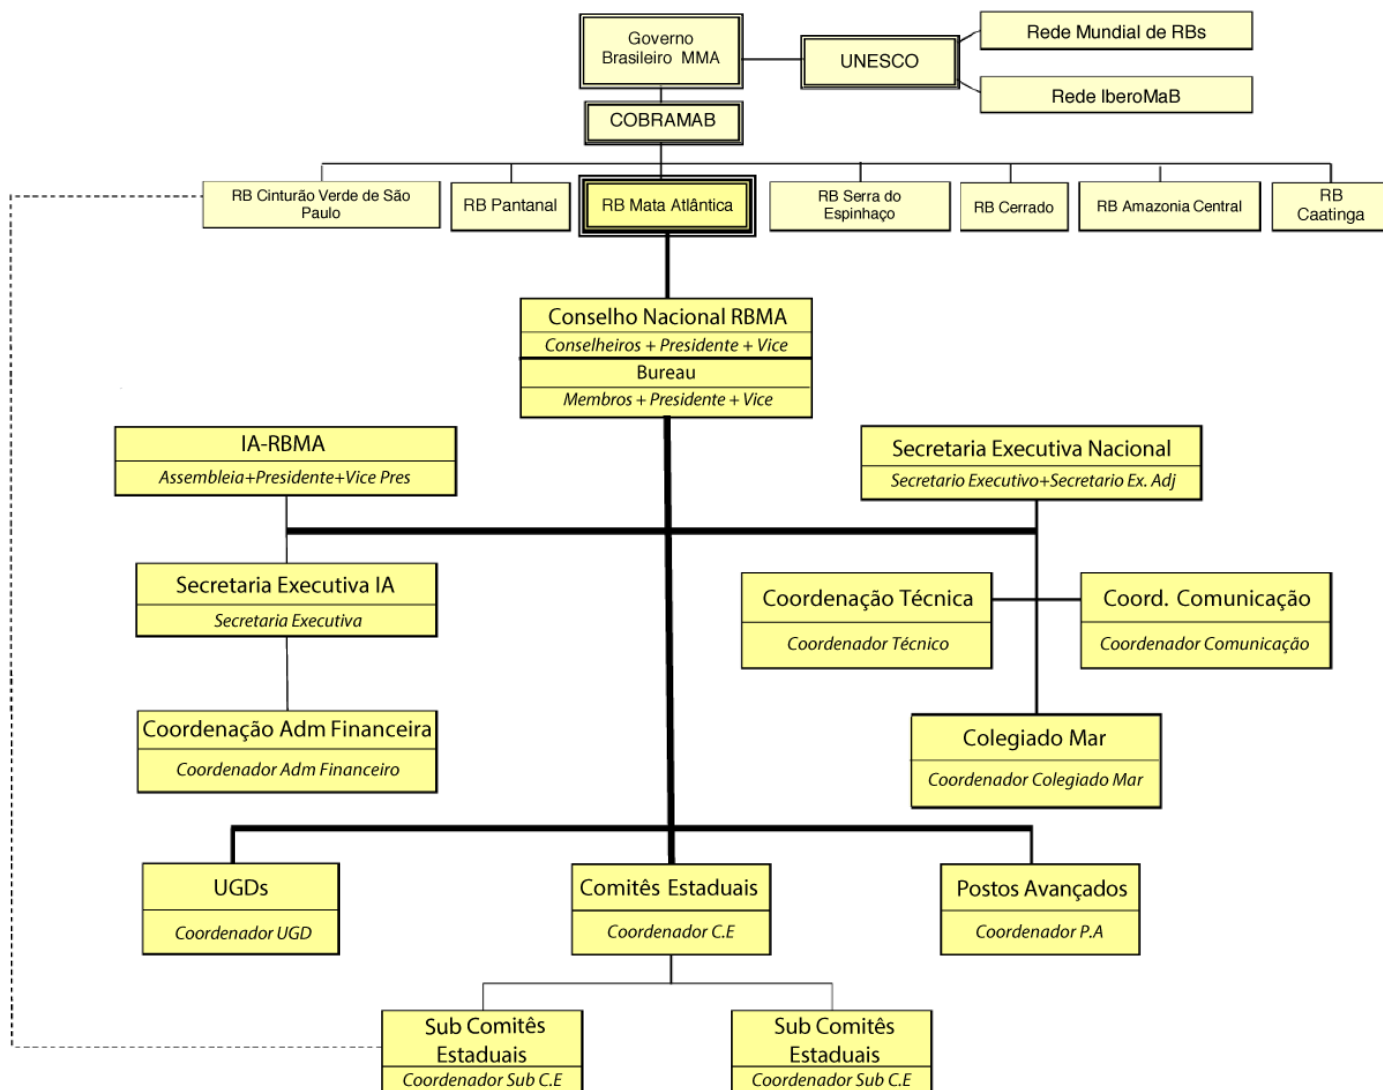 Governo
Brasileiro MMA
UNESCO
Rede Mundial de RBs
Rede IberoMaB
COBRAMAB
RB Cinturão Verde de São
Paulo
RB Pantanal
RB Mata Atlântica
RB Serra do
Espinhaço
RB Cerrado
RB Amazonia Central
RB
Caatinga
Conselho Nacional RBMA
Conselheiros + Presidente + Vice
Bureau
Membros + Presidente + Vice
IA-RBMA
Assembleia+Presidente+Vice Pres
Secretaria Executiva Nacional
Secretario Executivo+Secretario Ex. Adj
Secretaria Executiva IA
Secretaria Executiva
Coordenação Técnica
Coordenador Técnico
Coord. Comunicação
Coordenador Comunicação
Coordenação Adm Financeira
Coordenador Adm Financeiro
Colegiado Mar
Coordenador Colegiado Mar
UGDs
Coordenador UGD
Comitês Estaduais
Coordenador C.E
Postos Avançados
Coordenador P.A
Sub Comitês
Estaduais
Coordenador Sub C.E
Sub Comitês
Estaduais
Coordenador Sub C.E